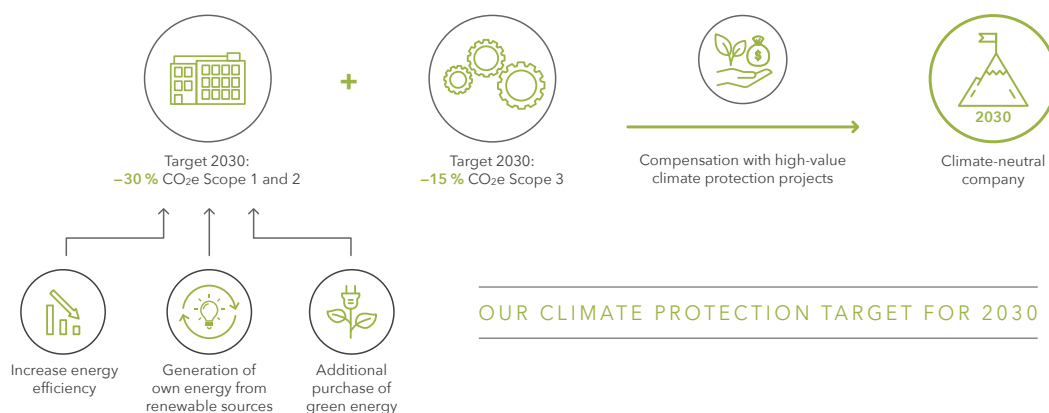 $
2030
+
Target 2030:
–30 % CO₂e Scope 1 and 2
Target 2030:
–15 % CO₂e Scope 3
Compensation with high-value
climate protection projects
Climate-neutral
company
Increase energy
efficiency
Generation of
own energy from
renewable sources
Additional
purchase of
green energy
OUR CLIMATE PROTECTION TARGET FOR 2030